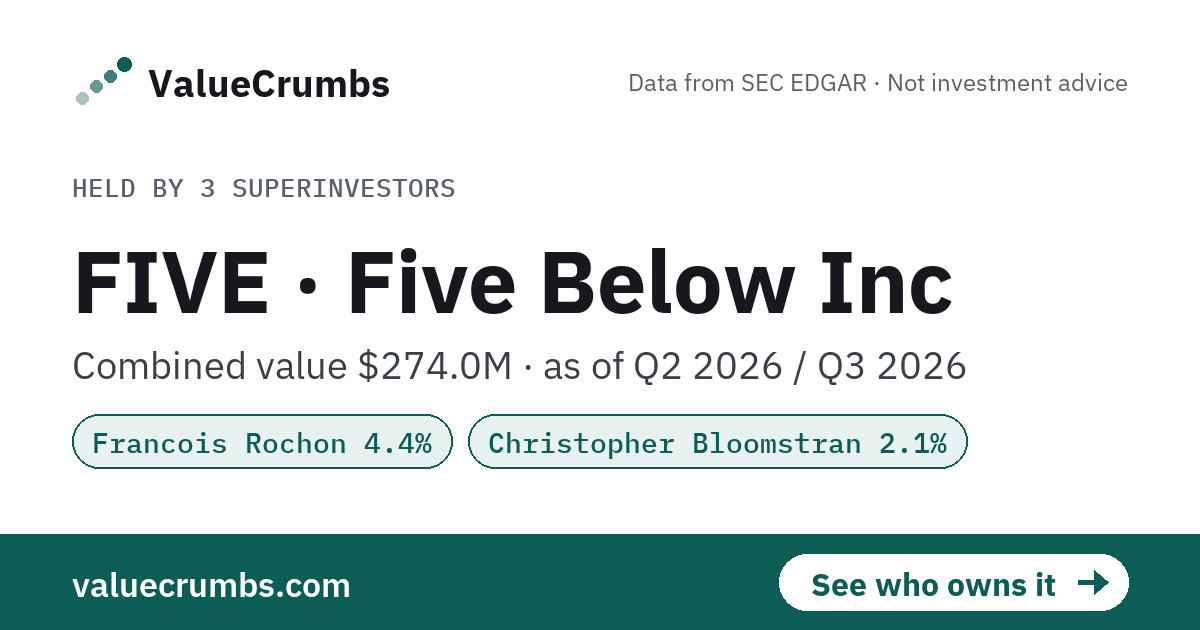 ValueCrumbs
Data from SEC EDGAR · Not investment advice
HELD BY 3 SUPERINVESTORS
FIVE · Five Below Inc
Combined value $274.0M · as of Q2 2026 / Q3 2026
Francois Rochon 4.4%
Christopher Bloomstran 2.1%
valuecrumbs.com
See who owns it →